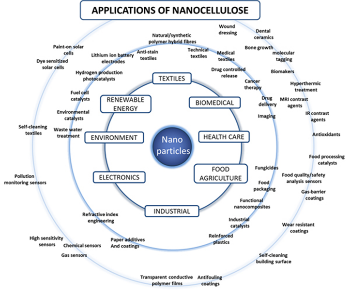 APPLICATIONS OF NANOCELLULOSE
Wound
dressing
Dental
ceramics
Natural/synthetic
polymer hybrid fibres
Paint-on solar
cells
Lithium ion battery
electrodes
Anti-stain
textiles
Technical
textiles
Medical
textiles
Bone growth
molecular
tagging
Dye sensitized
solar cells
Hydrogen production
photocatalysts
Drug controlled
release
Biomarkers
TEXTILES
Cancer
therapy
Hyperthermic
treatment
Fuel cell
catalysts
RENEWABLE
ENERGY
BIOMEDICAL
Drug
delivery
MRI contrast
agents
Environmental
catalysts
Imaging
IR contrast
agents
Self-cleaning
textiles
Waste water
treatment
ENVIRONMENT
Nano
particles
HEALTH CARE
Antioxidants
Food processing
catalysts
Pollution
monitoring sensors
ELECTRONICS
FOOD
AGRICULTURE
Fungicides
Food quality/safety
analysis sensors
Food
packaging
Gas-barrier
coatings
Functional
nanocomposites
INDUSTRIAL
Refractive index
engineering
Industrial
catalysts
Wear resistant
coatings
High sensitivity
sensors
Chemical sensors
Gas sensors
Paper additives
And coatings
Reinforced
plastics
Self-cleaning
building surface
Transparent conductive
polymer films
Antifouling
coatings